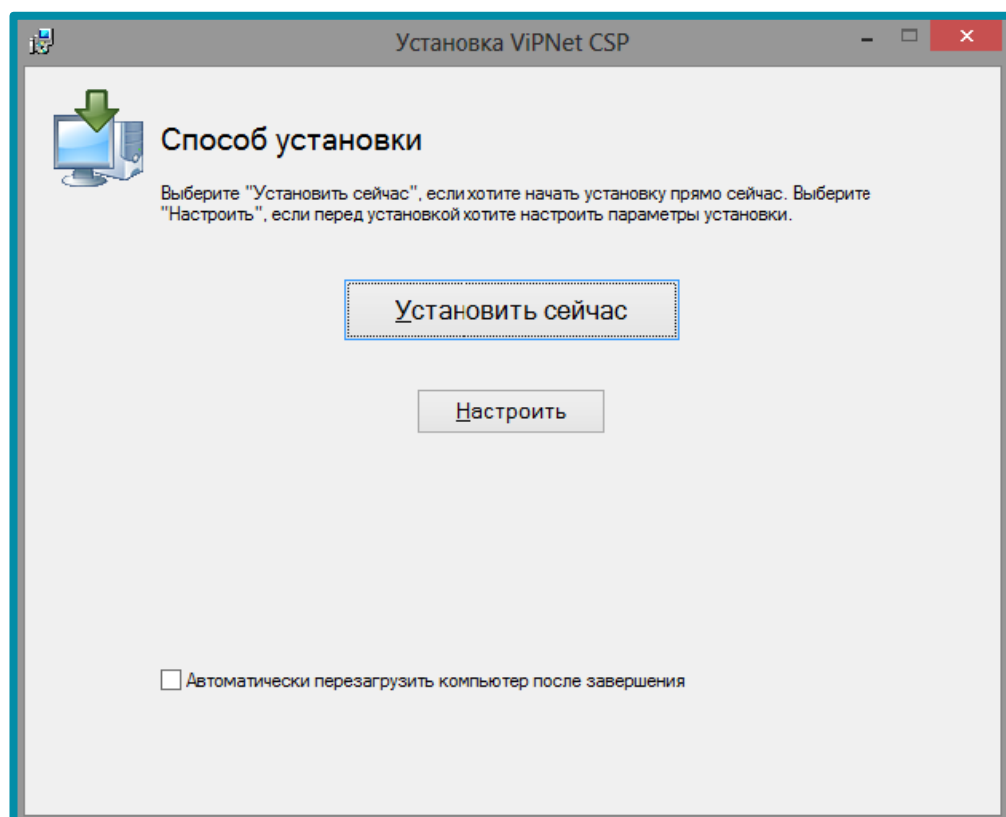 Установка ViPNet CSP
Способ установки
Выберите "Установить сейчас", если хотите начать установку прямо сейчас. Выберите
"Настроить", если перед установкой хотите настроить параметры установки.
Установить сейчас
Настроить
Автоматически перезагрузить компьютер после завершения